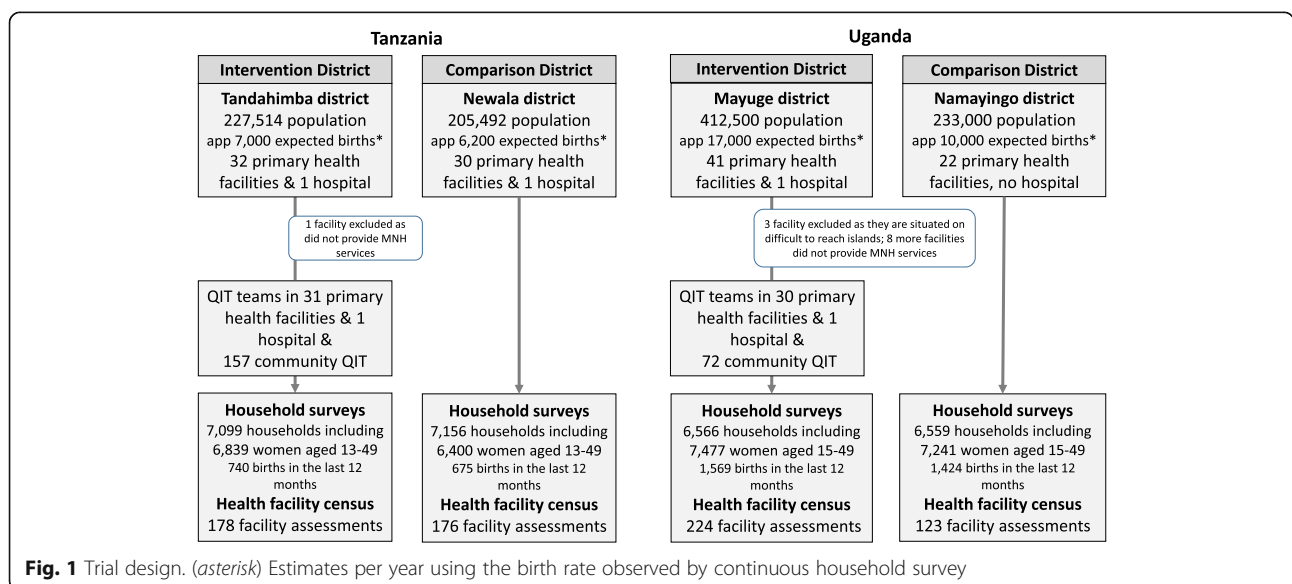 Tanzania
Uganda
Intervention District
Tandahimba district
227,514 population
app 7,000 expected births*
32 primary health
facilities & 1 hospital
Comparison District
Newala district
205,492 population
app 6,200 expected births*
30 primary health
facilities & 1 hospital
Intervention District
Mayuge district
412,500 population
app 17,000 expected births*
41 primary health
facilities & 1 hospital
Comparison District
Namayingo district
233,000 population
app 10,000 expected births*
22 primary health
facilities, no hospital
1 facility excluded as
did not provide MNH
services
3 facility excluded as they are situated on
difficult to reach islands; 8 more facilities
did not provide MNH services
QIT teams in 31 primary
health facilities & 1
hospital &
157 community QIT
QIT teams in 30 primary
health facilities & 1
hospital &
72 community QIT
Household surveys
7,099 households including
6,839 women aged 13-49
740 births in the last 12
months
Health facility census
178 facility assessments
Household surveys
7,156 households including
6,400 women aged 13-49
675 births in the last 12
months
Health facility census
176 facility assessments
Household surveys
6,566 households including
7,477 women aged 15-49
1,569 births in the last 12
months
Health facility census
224 facility assessments
Household surveys
6,559 households including
7,241 women aged 15-49
1,424 births in the last 12
months
Health facility census
123 facility assessments
Fig. 1 Trial design. (asterisk) Estimates per year using the birth rate observed by continuous household survey